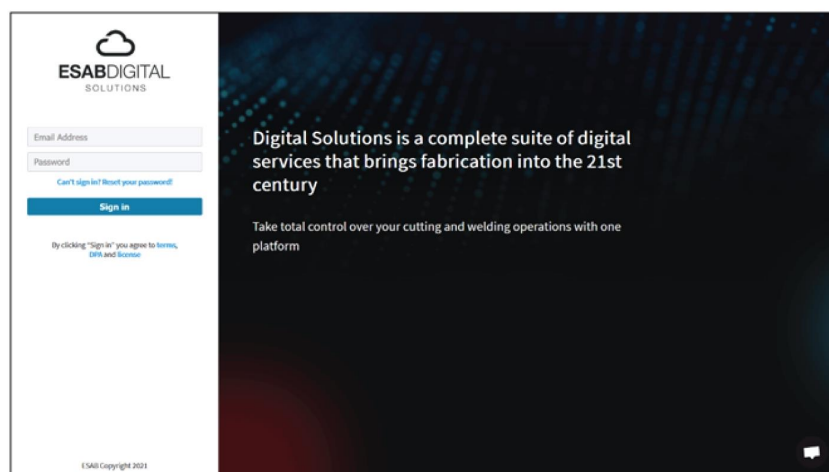 ESABDIGITAL
SOLUTIONS
Email Address
Password
Can't sign in? Reset your password!
Sign in
By clicking "Sign in" you agree to terms,
DPA and license
ESAB Copyright 2021
Digital Solutions is a complete suite of digital
services that brings fabrication into the 21st
century
Take total control over your cutting and welding operations with one
platform